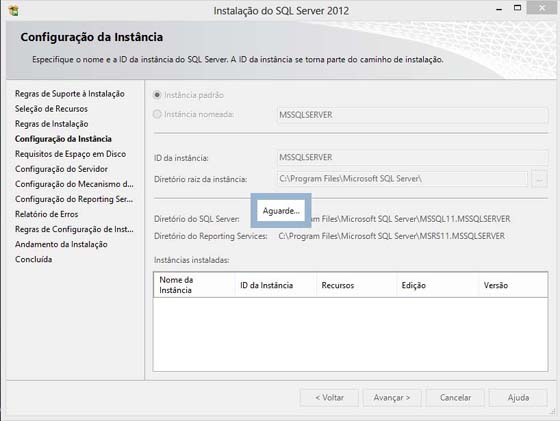 Instalação do SQL Server 2012
Configuração da Instância
Especifique o nome e a ID da instância do SQL Server. A ID da instância se torna parte do caminho de instalação.
Regras de Suporte à Instalação
Seleção de Recursos
Regras de Instalação
Configuração da Instância
Requisitos de Espaço em Disco
Configuração do Servidor
Configuração do Mecanismo d...
Configuração do Reporting Ser...
Relatório de Erros
Regras de Configuração de Inst...
Andamento da Instalação
Concluída
Instância padrão
Instância nomeada: MSSQLSERVER
ID da instância: MSSQLSERVER
Diretório raiz da instância: C:\Program Files\Microsoft SQL Server\ ...
Aguarde...
Diretório do SQL Server: gram Files\Microsoft SQL Server\MSSQL11.MSSQLSERVER
Diretório do Reporting Services: C:\Program Files\Microsoft SQL Server\MSRS11.MSSQLSERVER
Instâncias instaladas:
Nome da Instância ID da Instância Recursos Edição Versão
< Voltar Avançar > Cancelar Ajuda